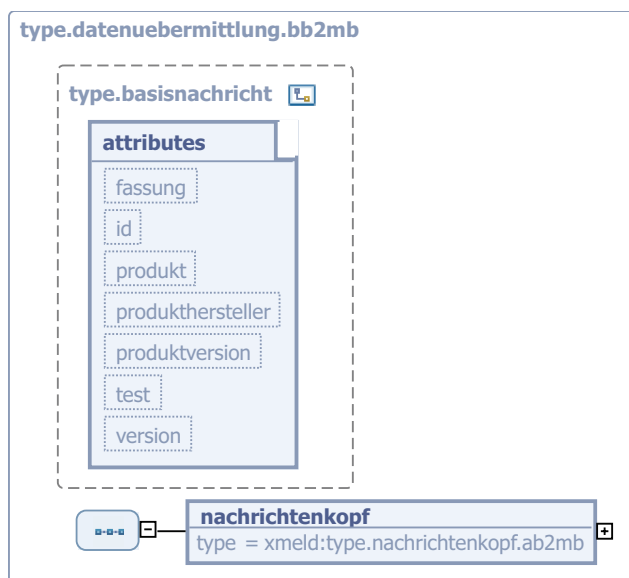 type.datenuebermittlung.bb2mb
type.basisnachricht
attributes
fassung
id
produkt
produkthersteller
produktversion
test
version
nachrichtenkopf
type = xmeld:type.nachrichtenkopf.ab2mb